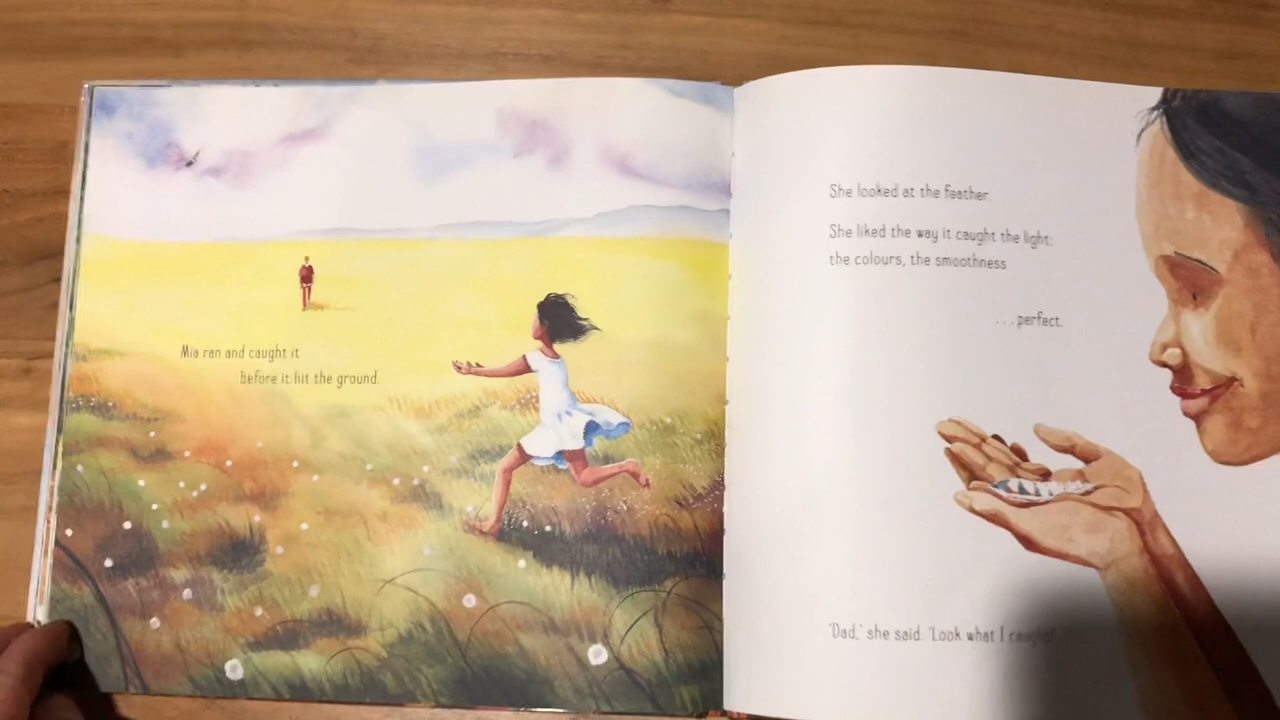 Mia ran and caught it
before it hit the ground.
She looked at the feather.
She liked the way it caught the light;
the colours, the smoothness
. . . perfect.
‘Dad,’ she said. ‘Look what I caught!’